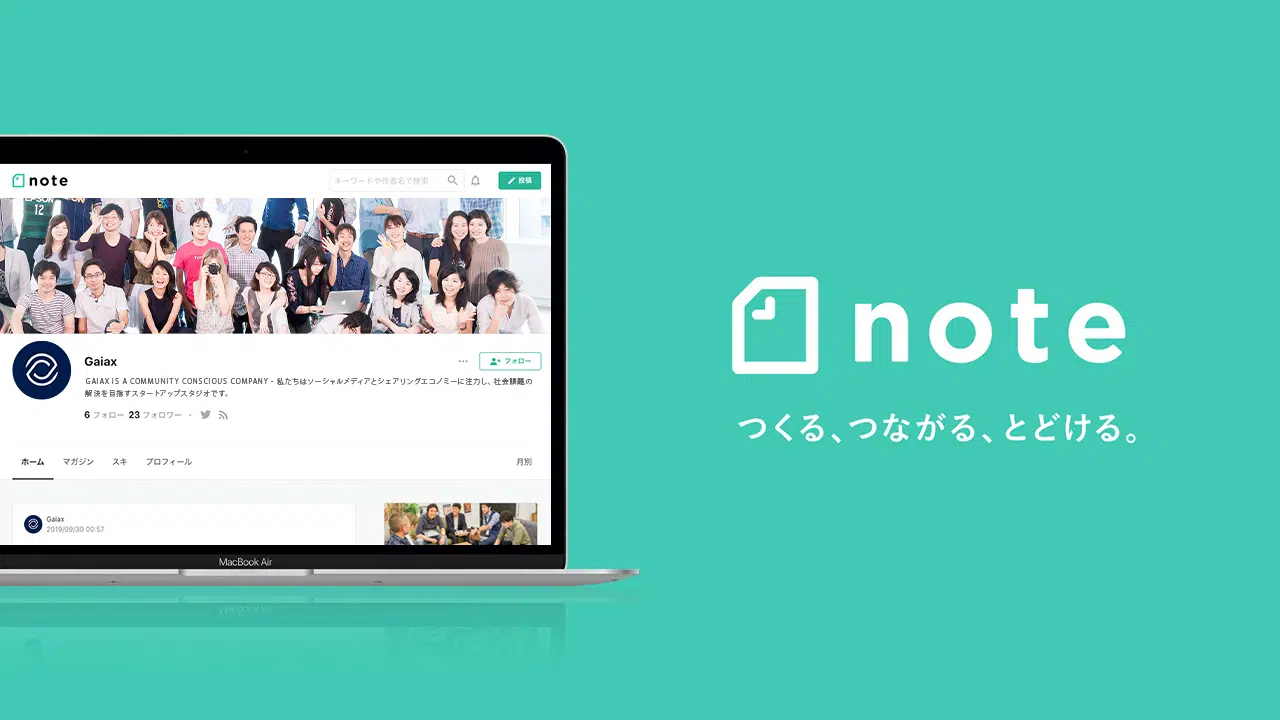 note
キーワードや作者名で検索
投稿
12
Gaiax
フォロー
GAIAX IS A COMMUNITY CONSCIOUS COMPANY - 私たちはソーシャルメディアとシェアリングエコノミーに注力し、社会課題の
解決を目指すスタートアップスタジオです。
6 フォロー 23 フォロワー
ホーム マガジン スキ プロフィール 月別
Gaiax
2019/09/30 00:57
MacBook Air
note
つくる、つながる、とどける。